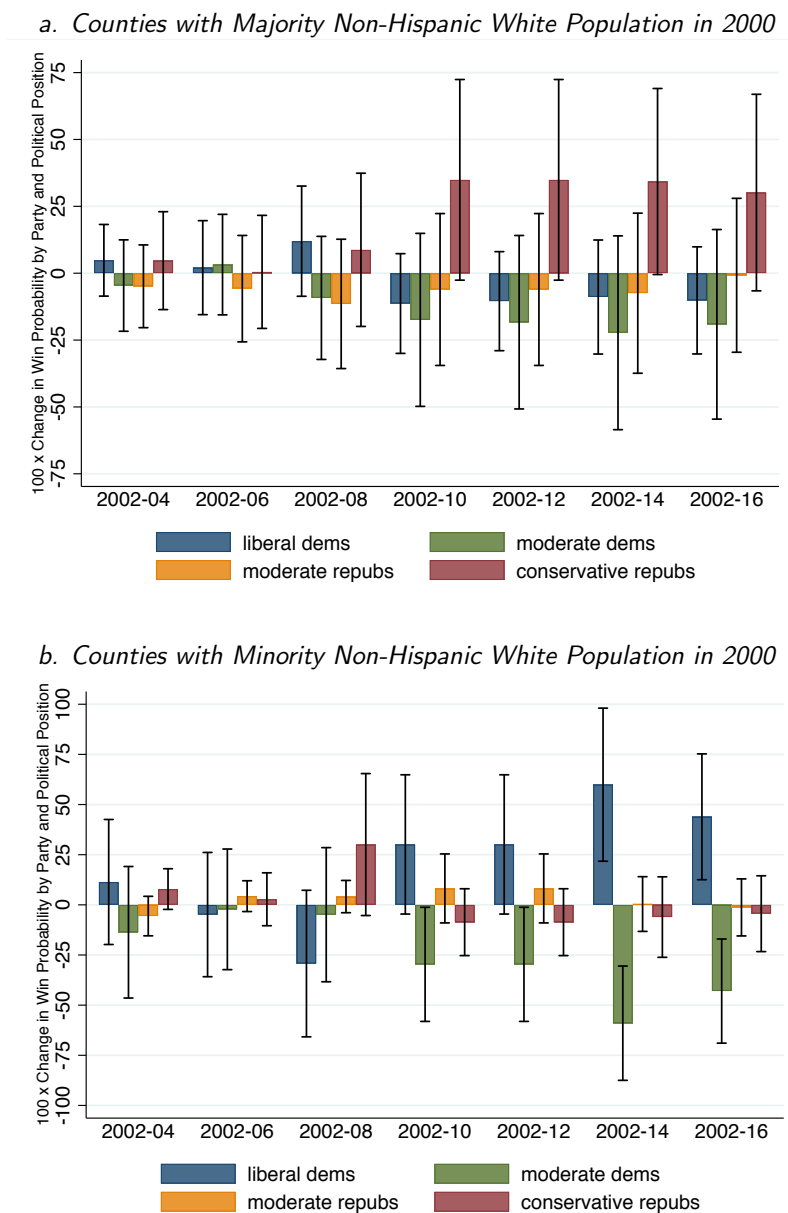 a. Counties with Majority Non-Hispanic White Population in 2000
100 x Change in Win Probability by Party and Political Position
75
50
25
0
-25
-50
-75
2002-04 2002-06 2002-08 2002-10 2002-12 2002-14 2002-16
liberal dems moderate dems
moderate repubs conservative repubs
b. Counties with Minority Non-Hispanic White Population in 2000
100 x Change in Win Probability by Party and Political Position
100
75
50
25
0
-25
-50
-75
-100
2002-04 2002-06 2002-08 2002-10 2002-12 2002-14 2002-16
liberal dems moderate dems
moderate repubs conservative repubs